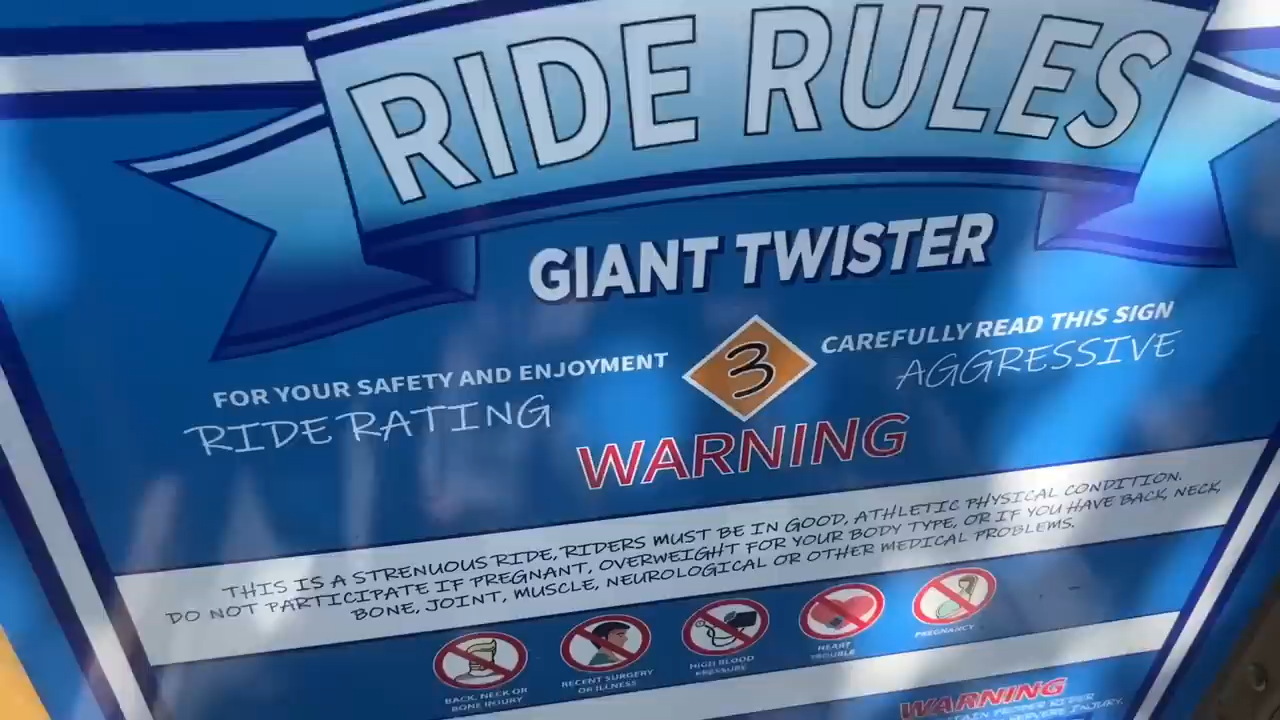 RIDE RULES
GIANT TWISTER
FOR YOUR SAFETY AND ENJOYMENT
CAREFULLY READ THIS SIGN
RIDE RATING
3
AGGRESSIVE
WARNING
THIS IS A STRENUOUS RIDE, RIDERS MUST BE IN GOOD, ATHLETIC PHYSICAL CONDITION.
DO NOT PARTICIPATE IF PREGNANT, OVERWEIGHT FOR YOUR BODY TYPE, OR IF YOU HAVE BACK, NECK,
BONE, JOINT, MUSCLE, NEUROLOGICAL OR OTHER MEDICAL PROBLEMS.
BACK, NECK OR
BONE INJURY
RECENT SURGERY
OR ILLNESS
HIGH BLOOD
PRESSURE
HEART
TROUBLE
PREGNANCY
WARNING
PROPER RIDER
INJURY.